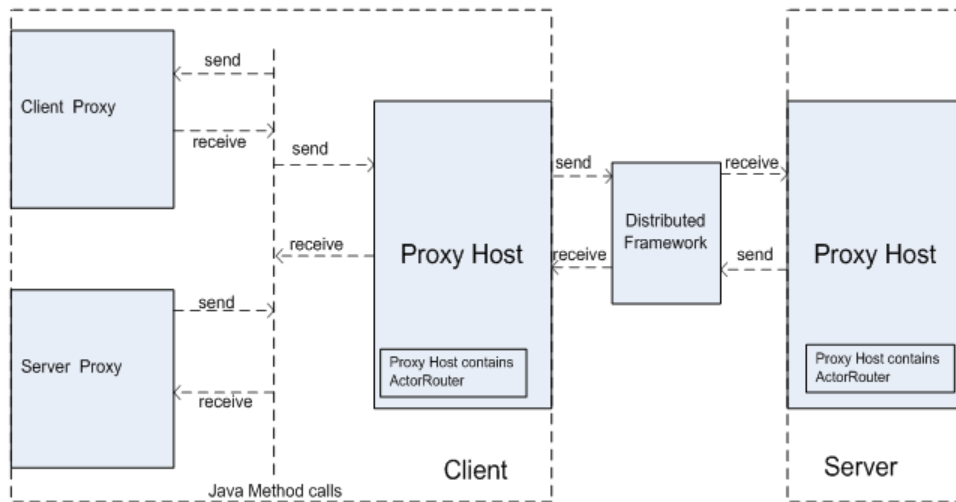 send
Client Proxy
receive
send
receive
send
Server Proxy
receive
Proxy Host
Proxy Host contains
ActorRouter
Client
Java Method calls
send
receive
Distributed
Framework
receive
send
Proxy Host
Proxy Host contains
ActorRouter
Server